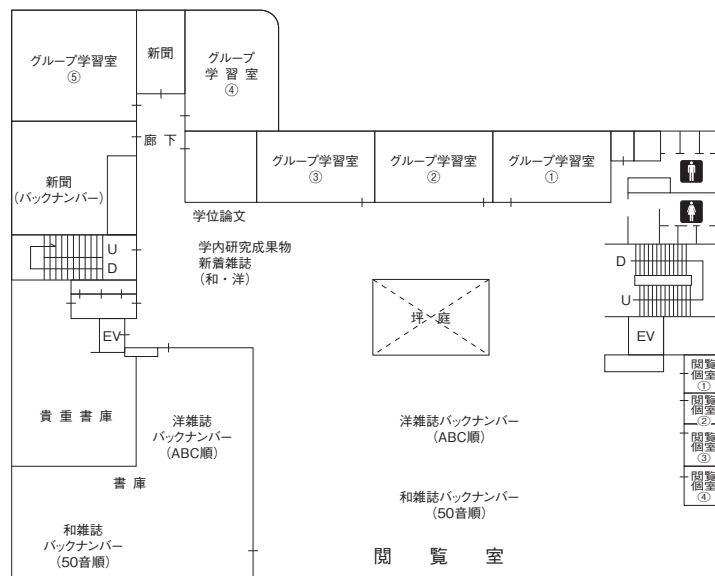 グループ学習室
⑤
新聞
グループ
学 習 室
④
廊 下
新聞
(バックナンバー)
グループ学習室
③
グループ学習室
②
グループ学習室
①
学位論文
学内研究成果物
新着雑誌
(和・洋)
U
D
D
U
坪 庭
EV
EV
閲覧
個室
①
閲覧
個室
②
閲覧
個室
③
閲覧
個室
④
貴 重 書 庫
洋雑誌
バックナンバー
(ABC順)
洋雑誌バックナンバー
(ABC順)
書 庫
和雑誌バックナンバー
(50音順)
和雑誌
バックナンバー
(50音順)
閲 覧 室